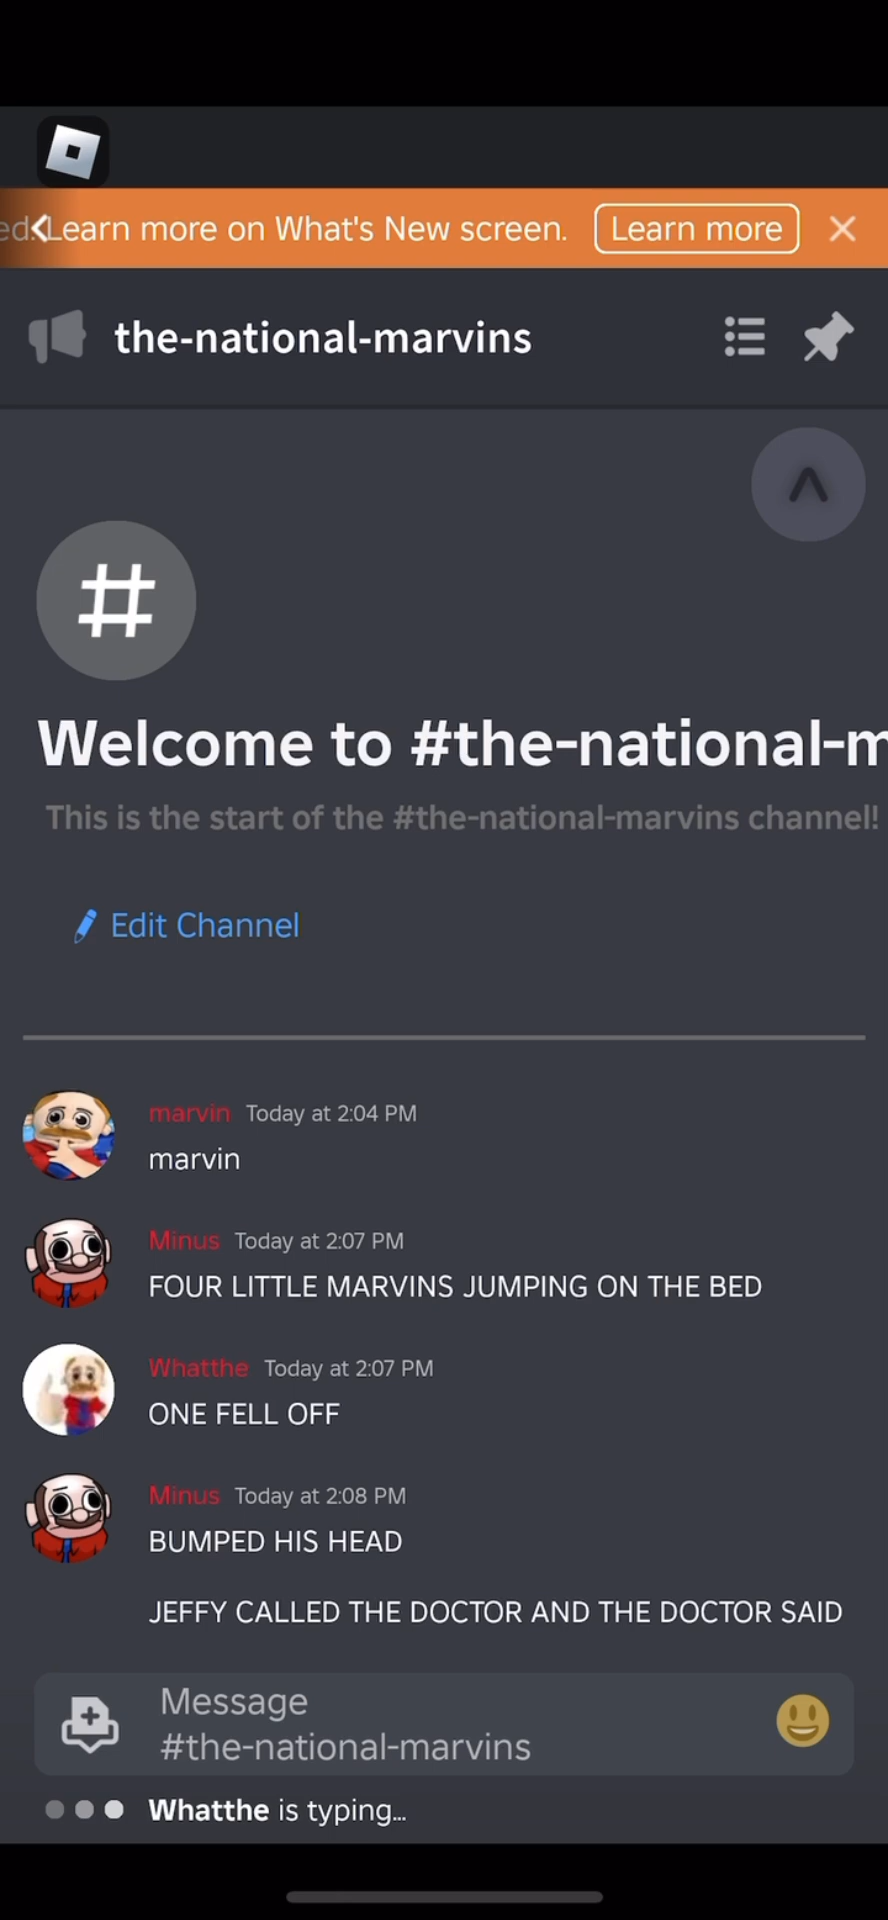 ed. Learn more on What's New screen. Learn more
the-national-marvins
Welcome to #the-national-m
This is the start of the #the-national-marvins channel!
Edit Channel
marvin Today at 2:04 PM
marvin
Minus Today at 2:07 PM
FOUR LITTLE MARVINS JUMPING ON THE BED
Whatthe Today at 2:07 PM
ONE FELL OFF
Minus Today at 2:08 PM
BUMPED HIS HEAD
JEFFY CALLED THE DOCTOR AND THE DOCTOR SAID
Message
#the-national-marvins
Whatthe is typing...